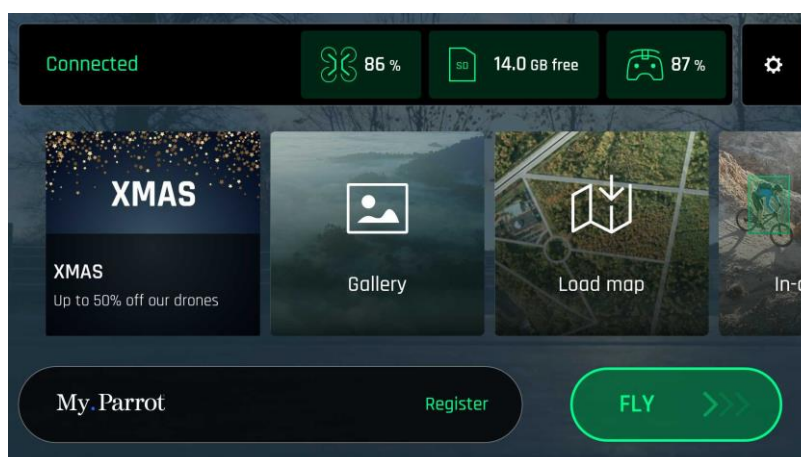 Connected
86 %
SD
14.0 GB free
87 %
XMAS
XMAS
Up to 50% off our drones
Gallery
Load map
My.Parrot
Register
FLY